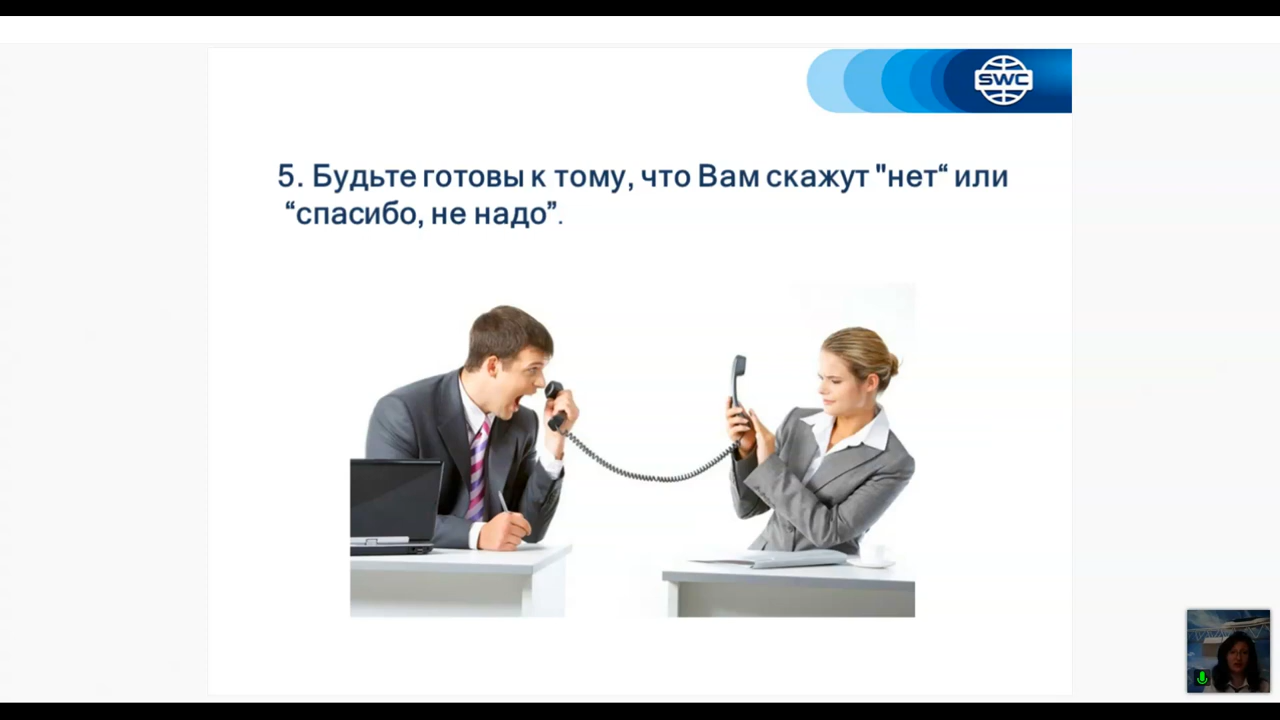 SWC
5. Будьте готовы к тому, что Вам скажут "нет“ или
“спасибо, не надо”.